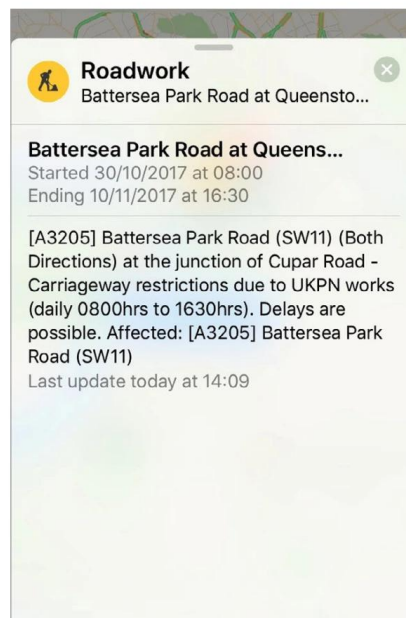 Roadwork
Battersea Park Road at Queensto...
Battersea Park Road at Queens...
Started 30/10/2017 at 08:00
Ending 10/11/2017 at 16:30
[A3205] Battersea Park Road (SW11) (Both
Directions) at the junction of Cupar Road -
Carriageway restrictions due to UKPN works
(daily 0800hrs to 1630hrs). Delays are
possible. Affected: [A3205] Battersea Park
Road (SW11)
Last update today at 14:09